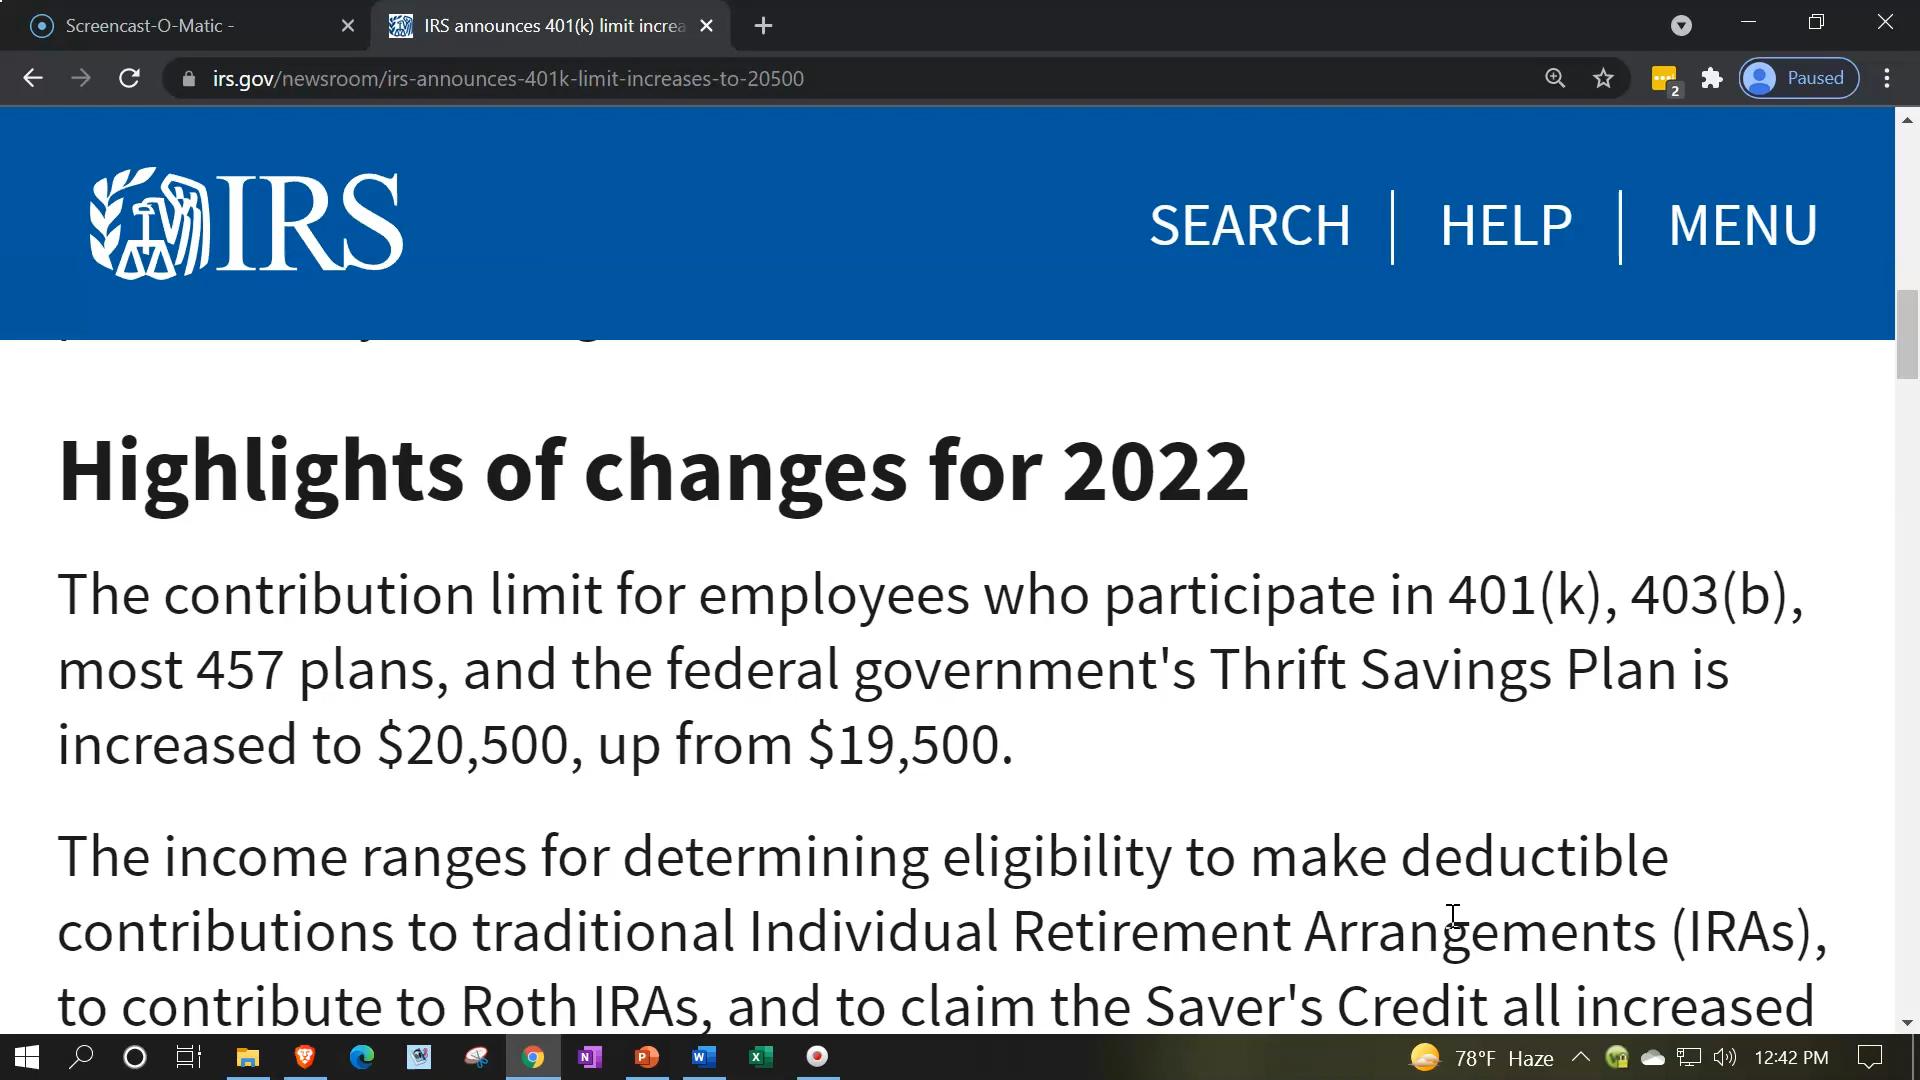 Screencast-O-Matic -
IRS announces 401(k) limit increa
irs.gov/newsroom/irs-announces-401k-limit-increases-to-20500
2
Paused
IRS
SEARCH
HELP
MENU
Highlights of changes for 2022
The contribution limit for employees who participate in 401(k), 403(b),
most 457 plans, and the federal government's Thrift Savings Plan is
increased to $20,500, up from $19,500.
The income ranges for determining eligibility to make deductible
contributions to traditional Individual Retirement Arrangements (IRAs),
to contribute to Roth IRAs, and to claim the Saver's Credit all increased
78°F Haze
12:42 PM